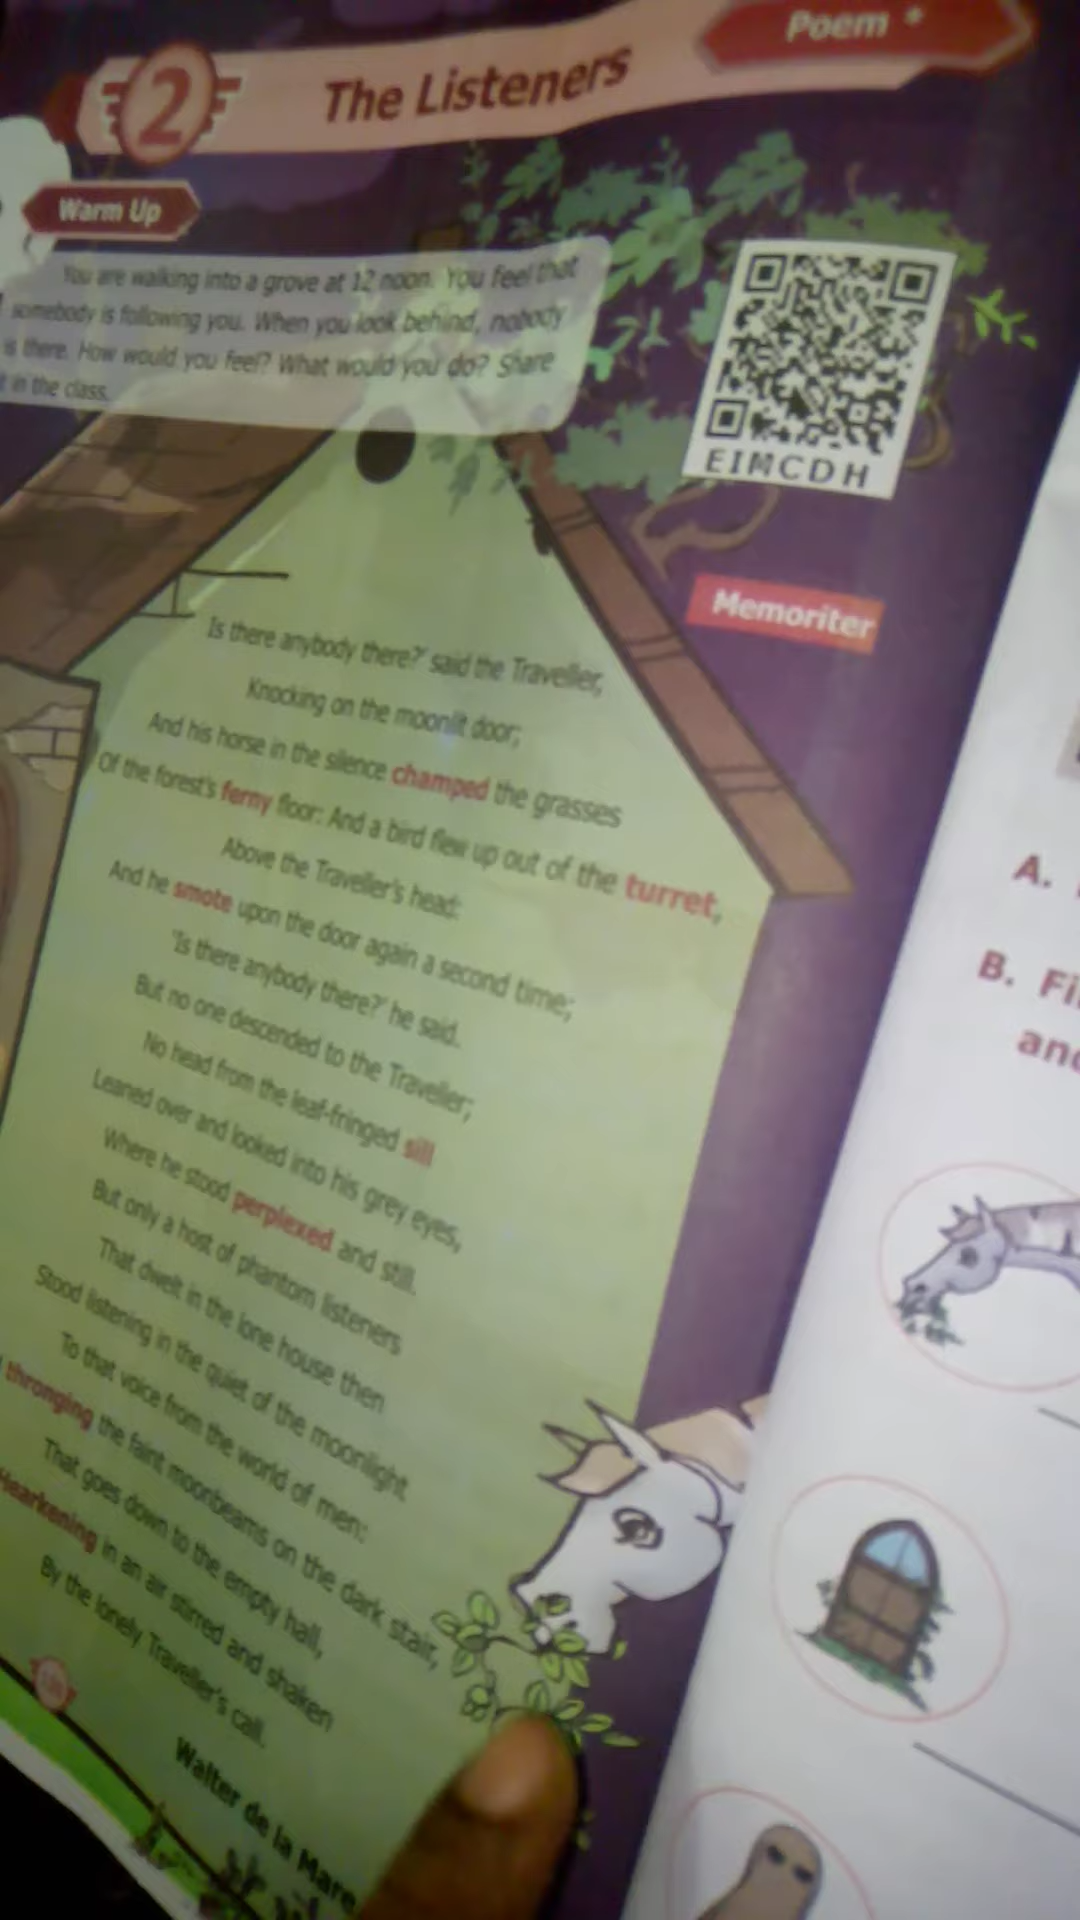 Poem *
2
The Listeners
Warm Up
You are walking into a grove at 12 noon. You feel that
somebody is following you. When you look behind, nobody
is there. How would you feel? What would you do? Share
in the class.
EIMCDH
Memoriter
Is there anybody there?' said the Traveller,
Knocking on the moonlit door;
And his horse in the silence champed the grasses
Of the forest's ferny floor: And a bird flew up out of the turret,
Above the Traveller's head:
And he smote upon the door again a second time;
'Is there anybody there?' he said.
But no one descended to the Traveller;
No head from the leaf-fringed sill
Leaned over and looked into his grey eyes,
Where he stood perplexed and still.
But only a host of phantom listeners
That dwelt in the lone house then
Stood listening in the quiet of the moonlight
To that voice from the world of men:
thronging the faint moonbeams on the dark stair,
That goes down to the empty hall,
Hearkening in an air stirred and shaken
By the lonely Traveller's call.
Walter de la Mare
A.
B. Fi
and